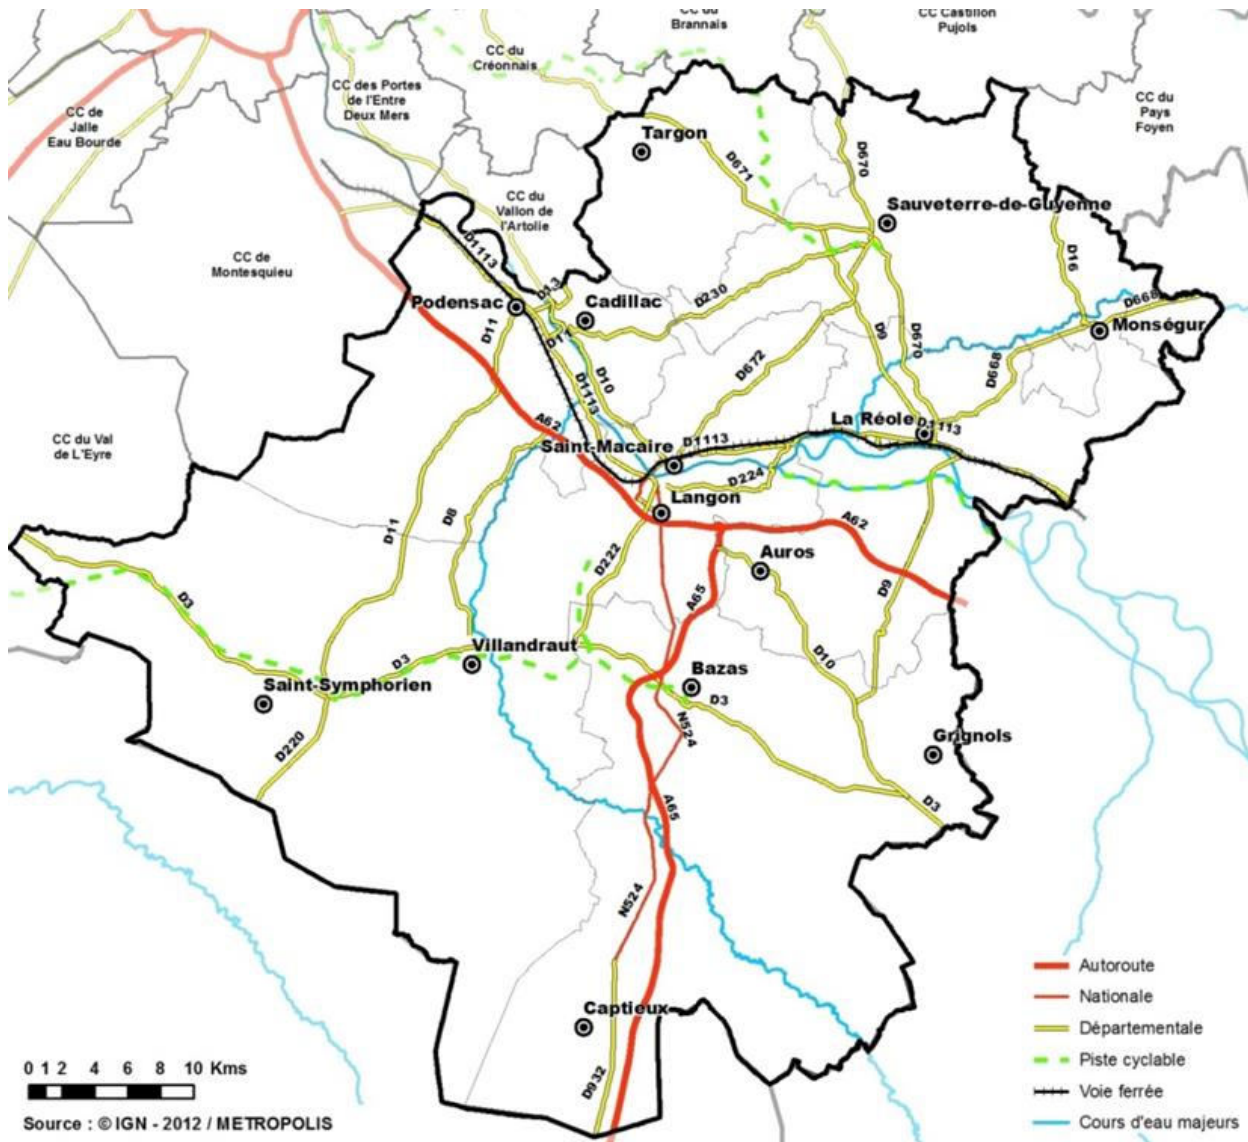 CC du
Brannais
CC Castillon
Pujols
CC du
Créonnais
CC des Portes
de l'Entre
Deux Mers
CC de
Jalle
Eau Bourde
CC du
Pays
Foyen
Targon
D671
D670
CC du
Vallon de
l'Artolie
Sauveterre-de-Guyenne
D1113
D16
CC de
Montesquieu
D13
D230
D668
Podensac
Cadillac
D11
D11
D9
D670
Monségur
D10
D1113
D672
D668
A62
La Réole
D1113
CC du Val
de L'Eyre
Saint-Macaire
D1113
D224
Langon
D8
D11
A62
D222
Auros
D9
A65
D3
Villandraut
D3
D10
Saint-Symphorien
Bazas
D3
N524
D220
Grignols
A65
D3
N524
Captieux
D932
Autoroute
Nationale
Départementale
Piste cyclable
Voie ferrée
Cours d'eau majeurs
0 1 2 4 6 8 10 Kms
Source : © IGN - 2012 / METROPOLIS